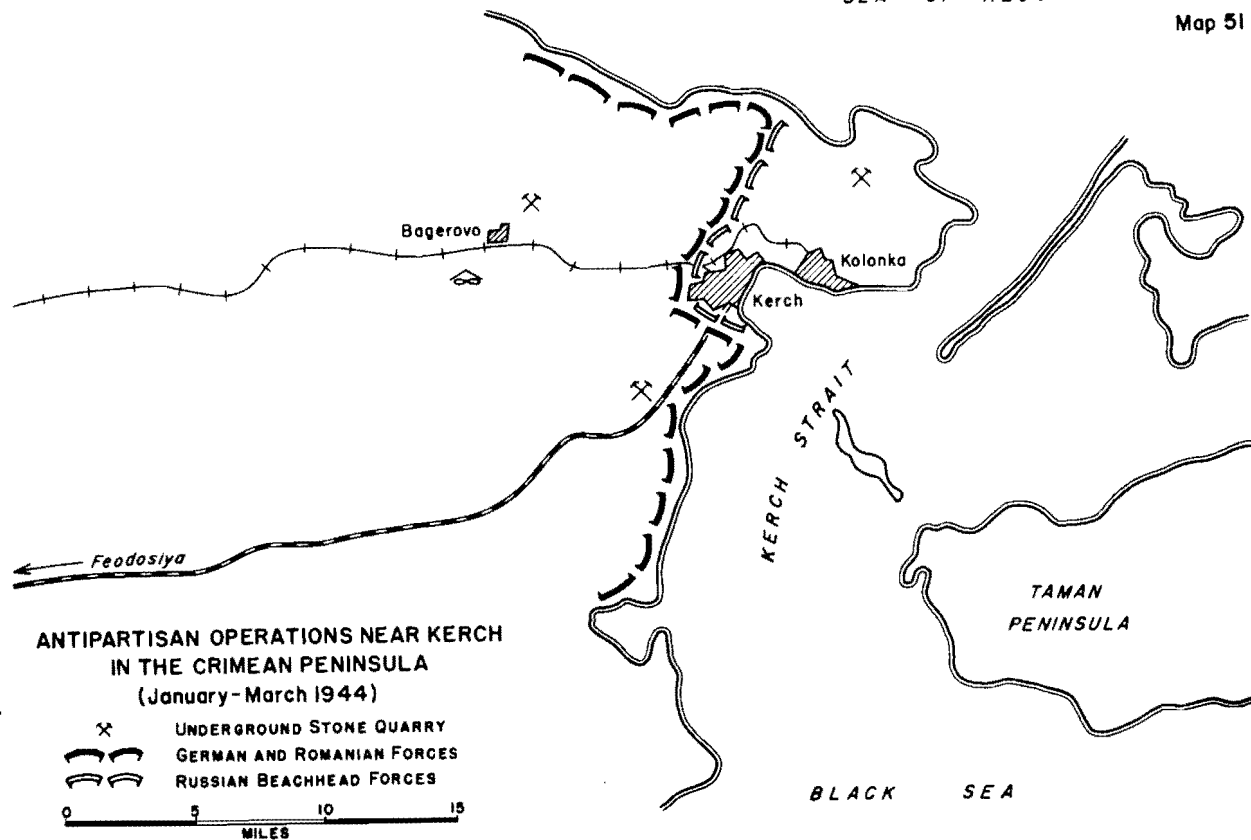 Map 51
Bagerovo
Kolonka
Kerch
KERCH STRAIT
Feodosiya
TAMAN
PENINSULA
ANTIPARTISAN OPERATIONS NEAR KERCH
IN THE CRIMEAN PENINSULA
(January-March 1944)
UNDERGROUND STONE QUARRY
GERMAN AND ROMANIAN FORCES
RUSSIAN BEACHHEAD FORCES
0 5 10 15
MILES
BLACK SEA